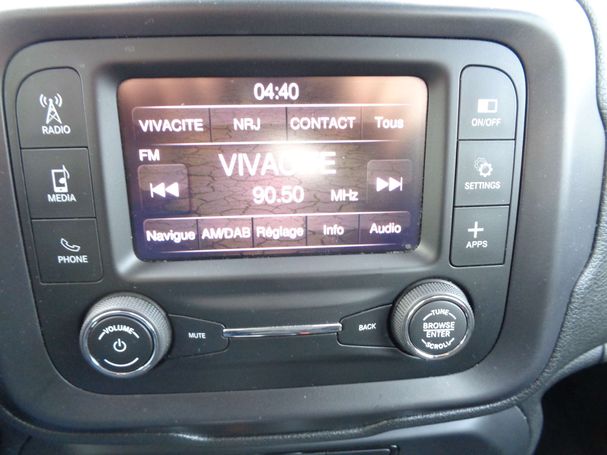 04:40
VIVACITE NRJ CONTACT Tous
FM
VIVACITE
90.50 MHz
Navigue AM/DAB Réglage Info Audio
RADIO
MEDIA
PHONE
ON/OFF
SETTINGS
APPS
VOLUME
MUTE
BACK
TUNE
BROWSE
ENTER
SCROLL